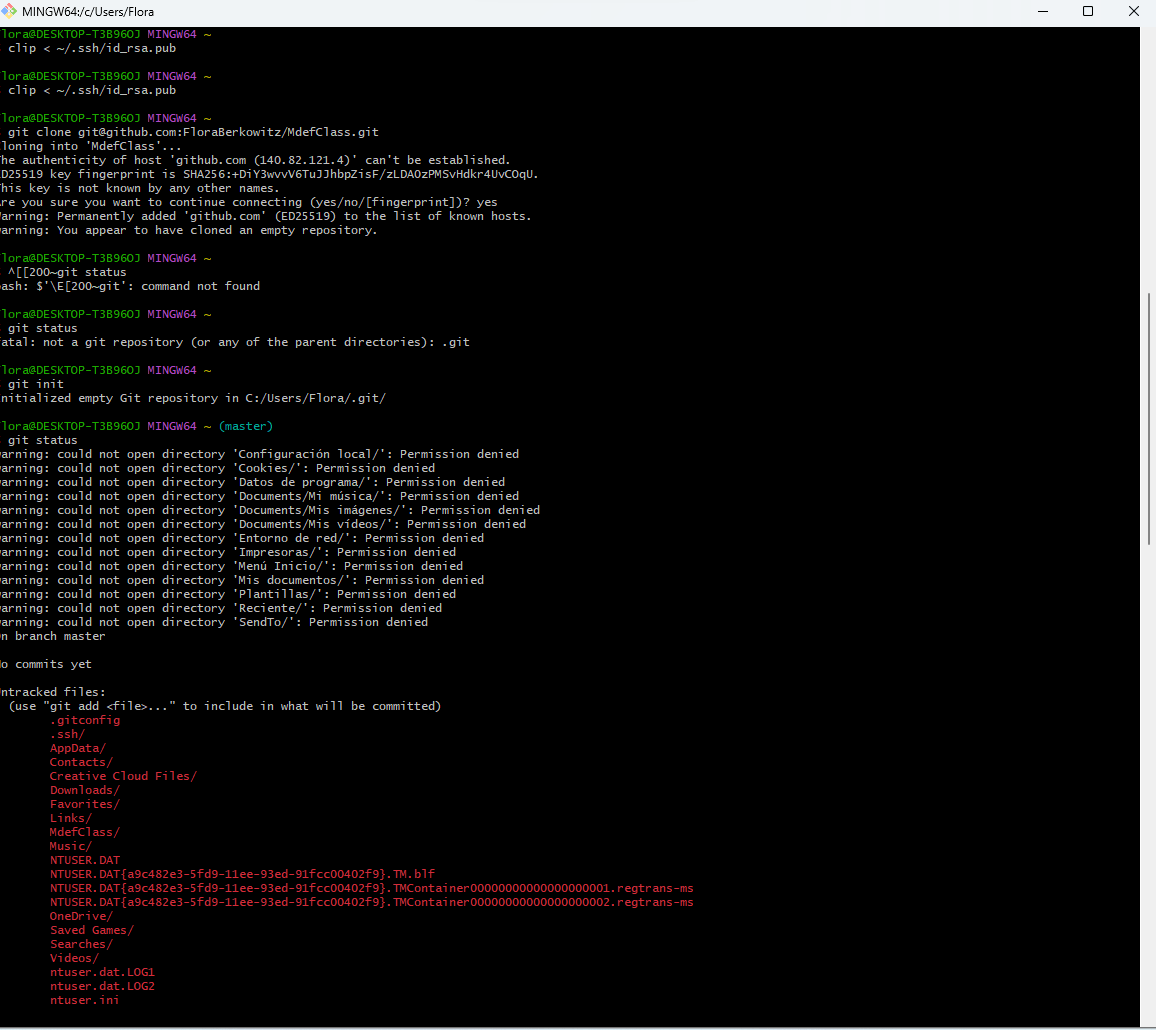 MINGW64:/c/Users/Flora
lora@DESKTOP-T3B96OJ MINGW64 ~
clip < ~/.ssh/id_rsa.pub
lora@DESKTOP-T3B96OJ MINGW64 ~
clip < ~/.ssh/id_rsa.pub
lora@DESKTOP-T3B96OJ MINGW64 ~
git clone git@github.com:FloraBerkowitz/MdefClass.git
loning into 'MdefClass'...
he authenticity of host 'github.com (140.82.121.4)' can't be established.
D25519 key fingerprint is SHA256:+DiY3wvvV6TuJJhbpZisF/zLDA0zPMSvHdkr4UvCOqU.
his key is not known by any other names.
re you sure you want to continue connecting (yes/no/[fingerprint])? yes
arning: Permanently added 'github.com' (ED25519) to the list of known hosts.
arning: You appear to have cloned an empty repository.
lora@DESKTOP-T3B96OJ MINGW64 ~
^[[200~git status
bash: $'\E[200~git': command not found
lora@DESKTOP-T3B96OJ MINGW64 ~
git status
atal: not a git repository (or any of the parent directories): .git
lora@DESKTOP-T3B96OJ MINGW64 ~
git init
nitialized empty Git repository in C:/Users/Flora/.git/
lora@DESKTOP-T3B96OJ MINGW64 ~ (master)
git status
arning: could not open directory 'Configuración local/': Permission denied
arning: could not open directory 'Cookies/': Permission denied
arning: could not open directory 'Datos de programa/': Permission denied
arning: could not open directory 'Documents/Mi música/': Permission denied
arning: could not open directory 'Documents/Mis imágenes/': Permission denied
arning: could not open directory 'Documents/Mis vídeos/': Permission denied
arning: could not open directory 'Entorno de red/': Permission denied
arning: could not open directory 'Impresoras/': Permission denied
arning: could not open directory 'Menú Inicio/': Permission denied
arning: could not open directory 'Mis documentos/': Permission denied
arning: could not open directory 'Plantillas/': Permission denied
arning: could not open directory 'Reciente/': Permission denied
arning: could not open directory 'SendTo/': Permission denied
n branch master
o commits yet
ntracked files:
(use "git add <file>..." to include in what will be committed)
.gitconfig
.ssh/
AppData/
Contacts/
Creative Cloud Files/
Downloads/
Favorites/
Links/
MdefClass/
Music/
NTUSER.DAT
NTUSER.DAT{a9c482e3-5fd9-11ee-93ed-91fcc00402f9}.TM.blf
NTUSER.DAT{a9c482e3-5fd9-11ee-93ed-91fcc00402f9}.TMContainer00000000000000000001.regtrans-ms
NTUSER.DAT{a9c482e3-5fd9-11ee-93ed-91fcc00402f9}.TMContainer00000000000000000002.regtrans-ms
OneDrive/
Saved Games/
Searches/
Videos/
ntuser.dat.LOG1
ntuser.dat.LOG2
ntuser.ini